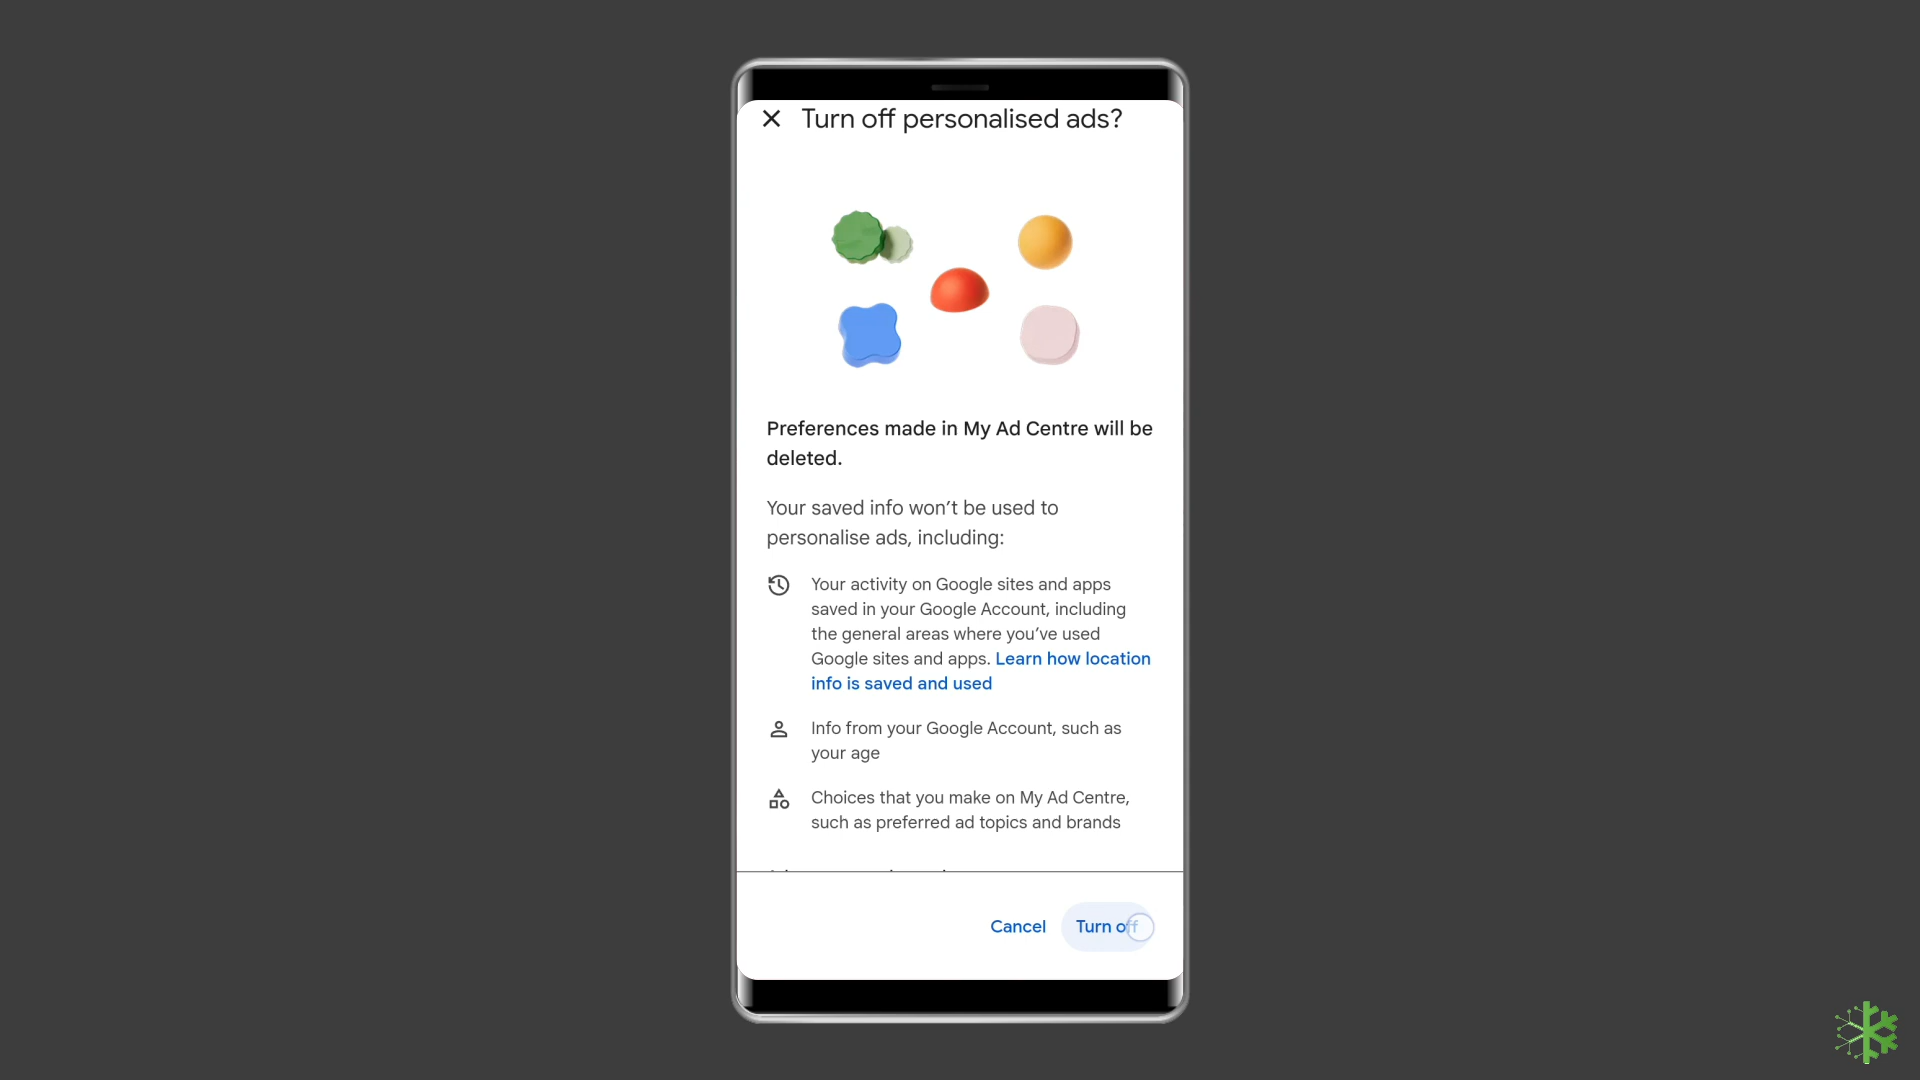 Turn off personalised ads?
Preferences made in My Ad Centre will be
deleted.
Your saved info won’t be used to
personalise ads, including:
Your activity on Google sites and apps
saved in your Google Account, including
the general areas where you’ve used
Google sites and apps. Learn how location
info is saved and used
Info from your Google Account, such as
your age
Choices that you make on My Ad Centre,
such as preferred ad topics and brands
Cancel
Turn off